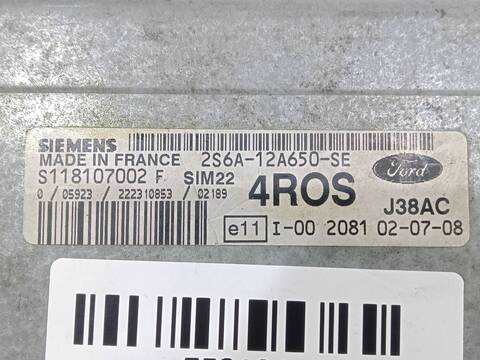 SIEMENS
MADE IN FRANCE 2S6A-12A650-SE
S118107002 F SIM22
0 / 05923 / 222310853 / 02189
4ROS
Ford
J38AC
e11 I-00 2081 02-07-08